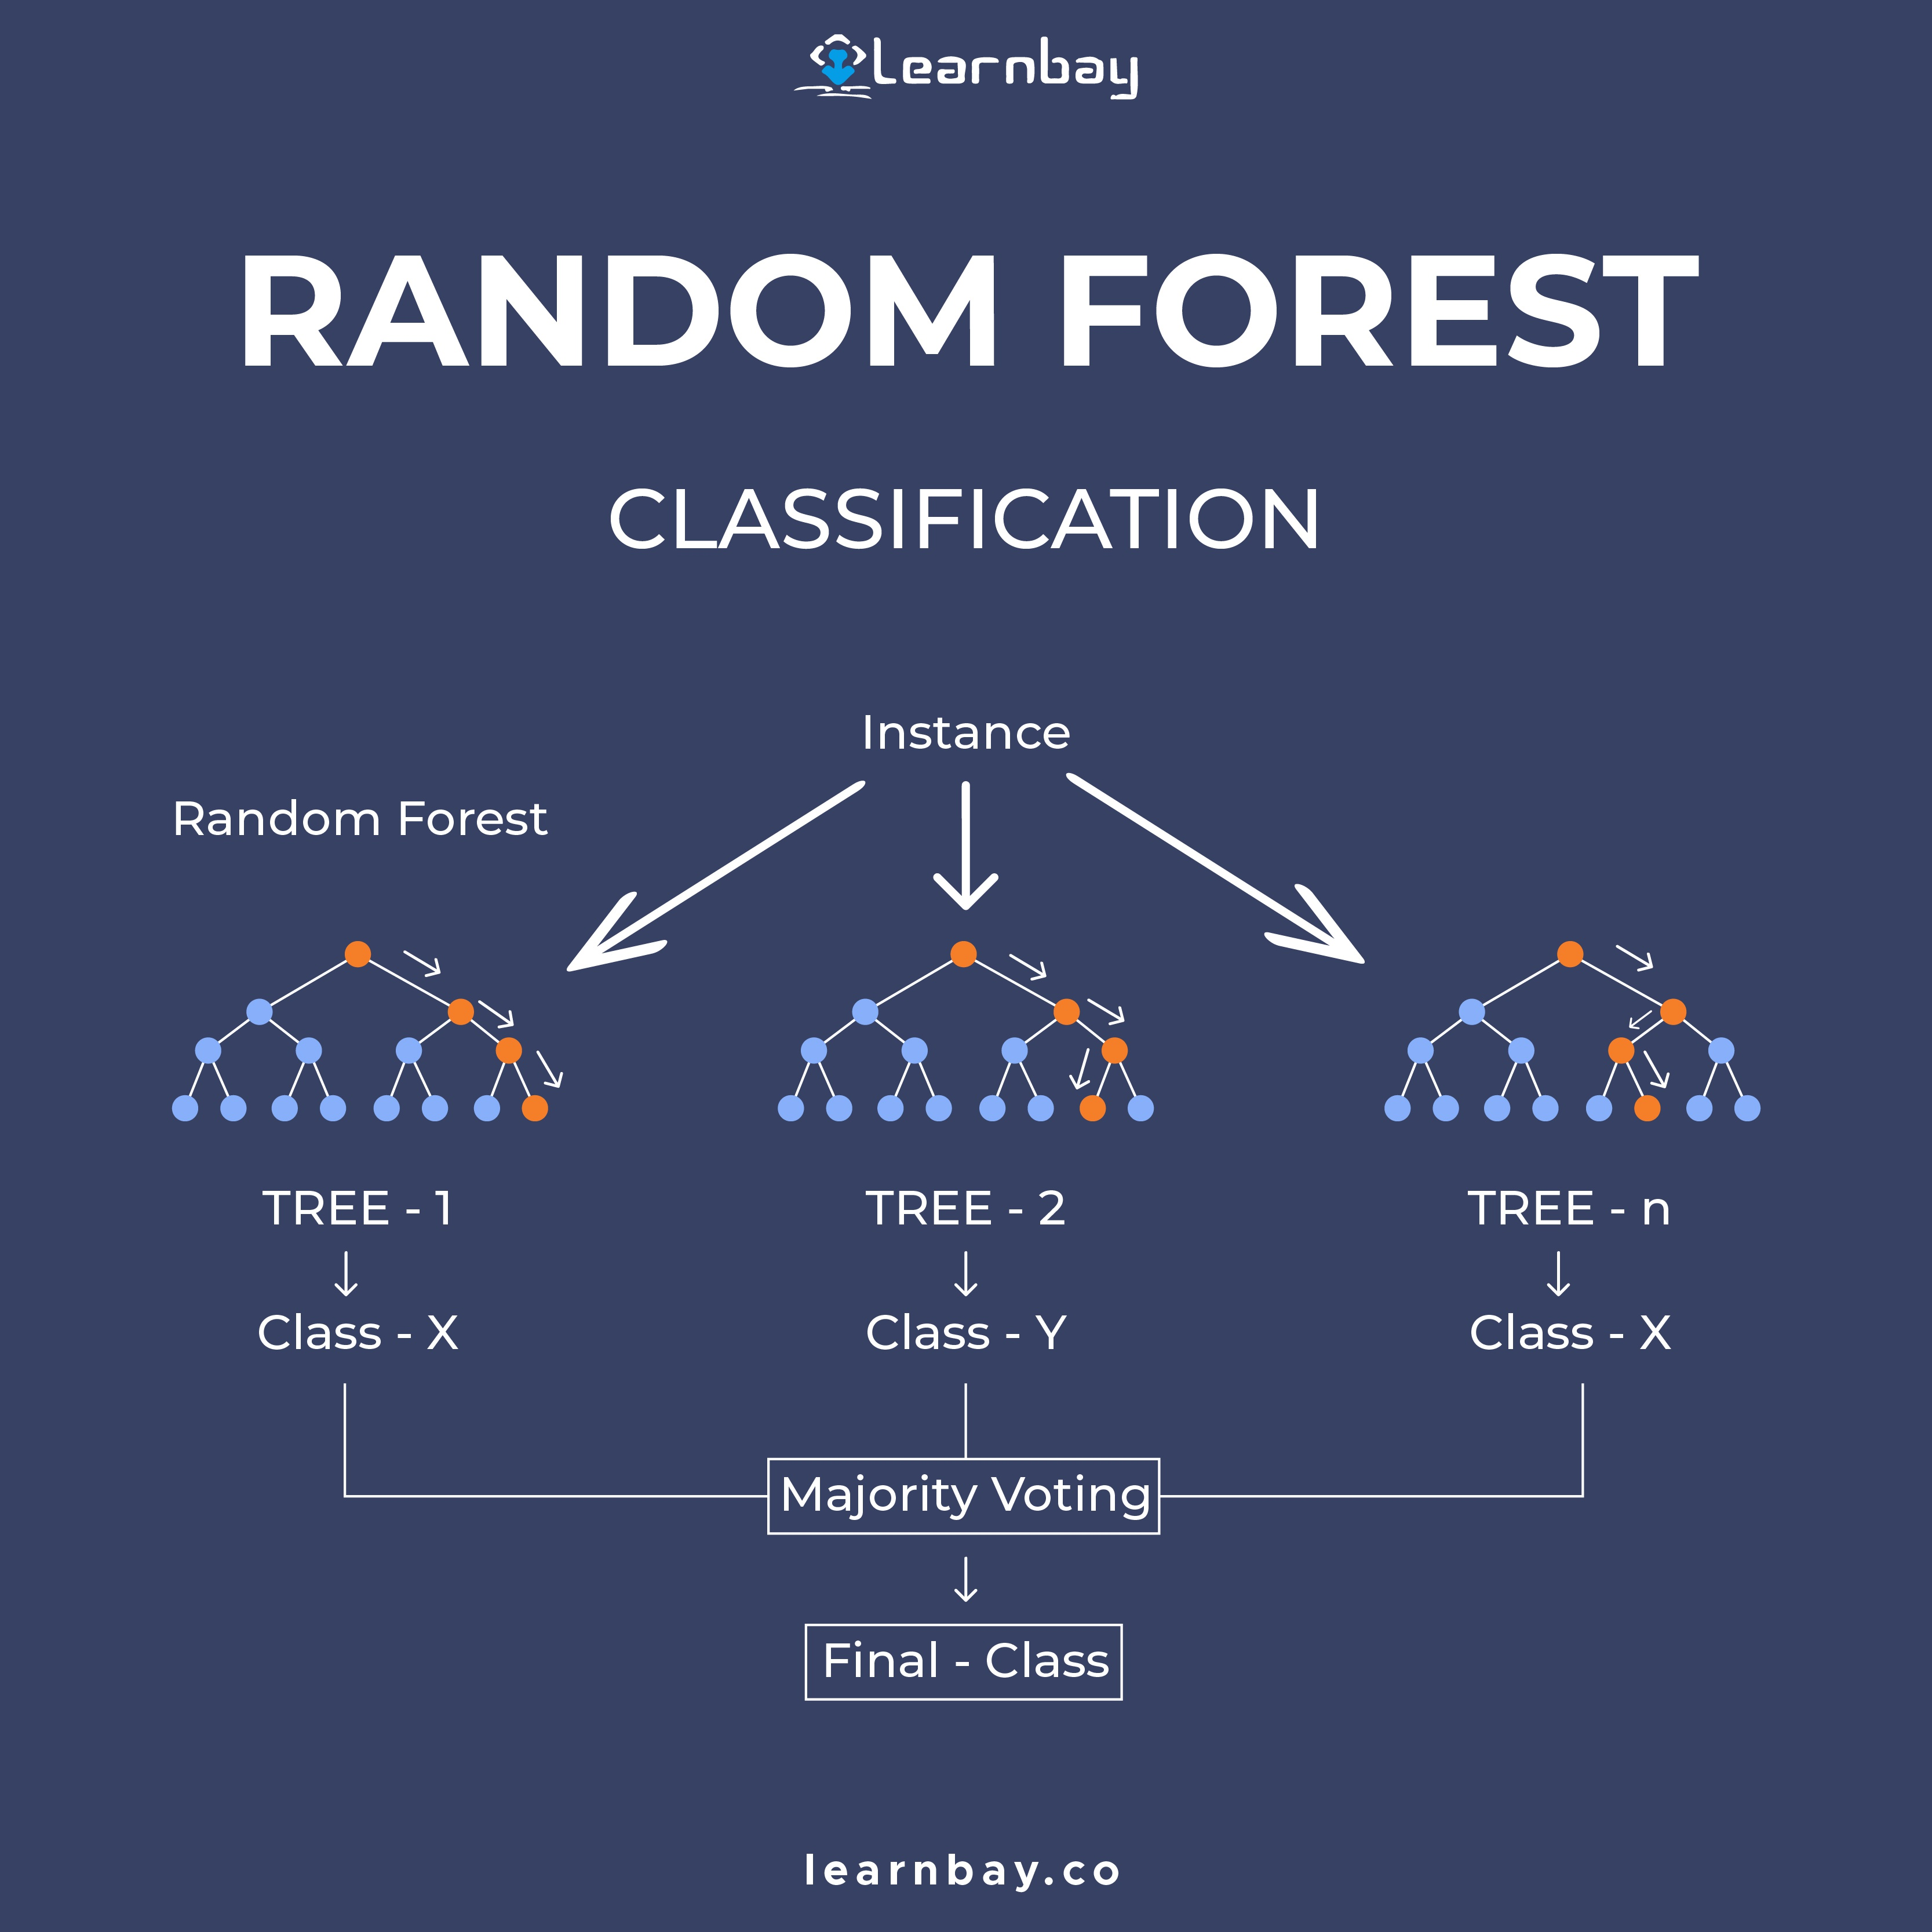 learnbay
RANDOM FOREST
CLASSIFICATION
Instance
Random Forest
TREE - 1
TREE - 2
TREE - n
Class - X
Class - Y
Class - X
Majority Voting
Final - Class
learnbay.co